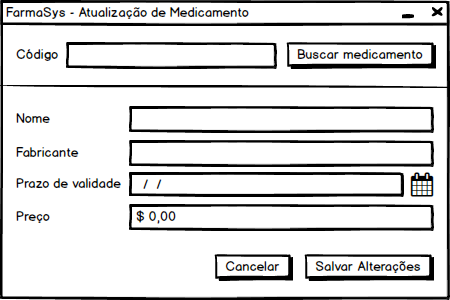 FarmaSys - Atualização de Medicamento
Código
Buscar medicamento
Nome
Fabricante
Prazo de validade / /
Preço $ 0,00
Cancelar Salvar Alterações